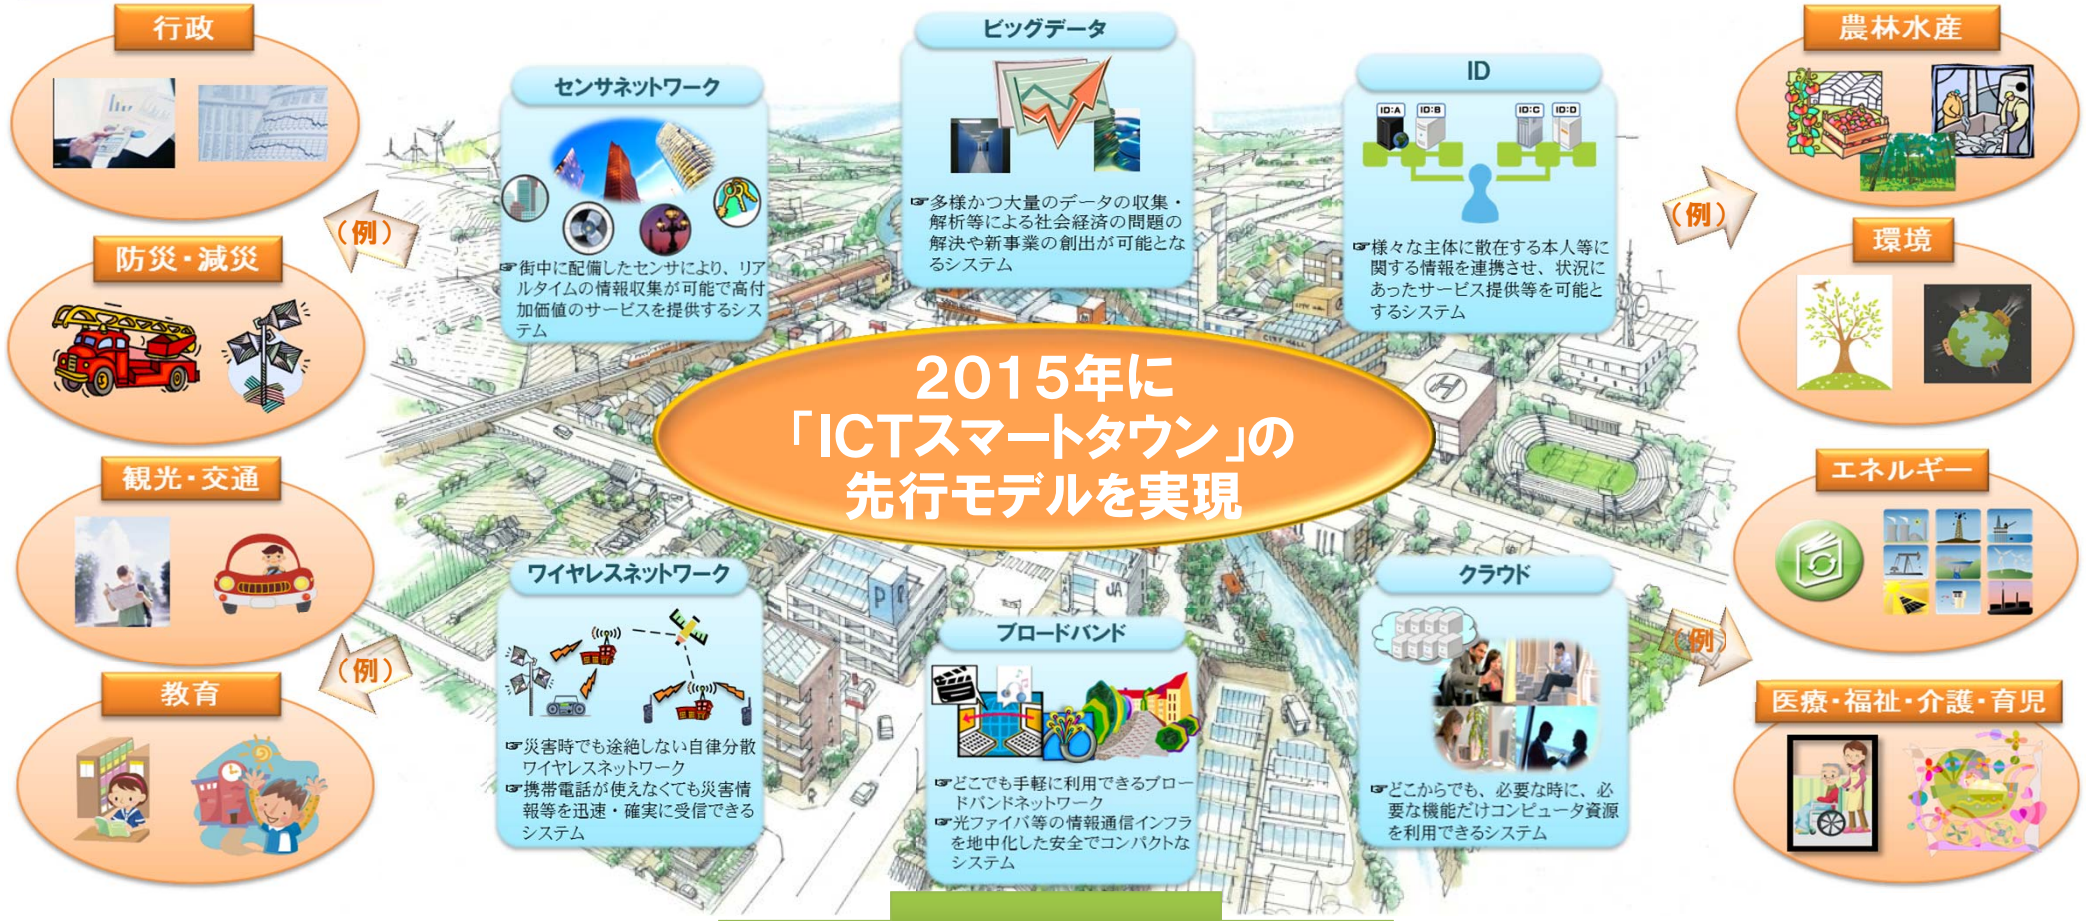 行政
防災・減災
観光・交通
教育
(例)
(例)
センサネットワーク
☞街中に配備したセンサにより、リア
ルタイムの情報収集が可能で高付
加価値のサービスを提供するシス
テム
ビッグデータ
☞多様かつ大量のデータの収集・
解析等による社会経済の問題の
解決や新事業の創出が可能とな
るシステム
ID
ID:A ID:B ID:C ID:D
☞様々な主体に散在する本人等に
関する情報を連携させ、状況に
あったサービス提供等を可能と
するシステム
2015年に
「ICTスマートタウン」の
先行モデルを実現
CITY HALL
H
P
JA
ワイヤレスネットワーク
☞災害時でも途絶しない自律分散
ワイヤレスネットワーク
☞携帯電話が使えなくても災害情
報等を迅速・確実に受信できる
システム
ブロードバンド
☞どこでも手軽に利用できるブロー
ドバンドネットワーク
☞光ファイバ等の情報通信インフラ
を地中化した安全でコンパクトな
システム
クラウド
☞どこからでも、必要な時に、必
要な機能だけコンピュータ資源
を利用できるシステム
(例)
(例)
農林水産
環境
エネルギー
医療・福祉・介護・育児